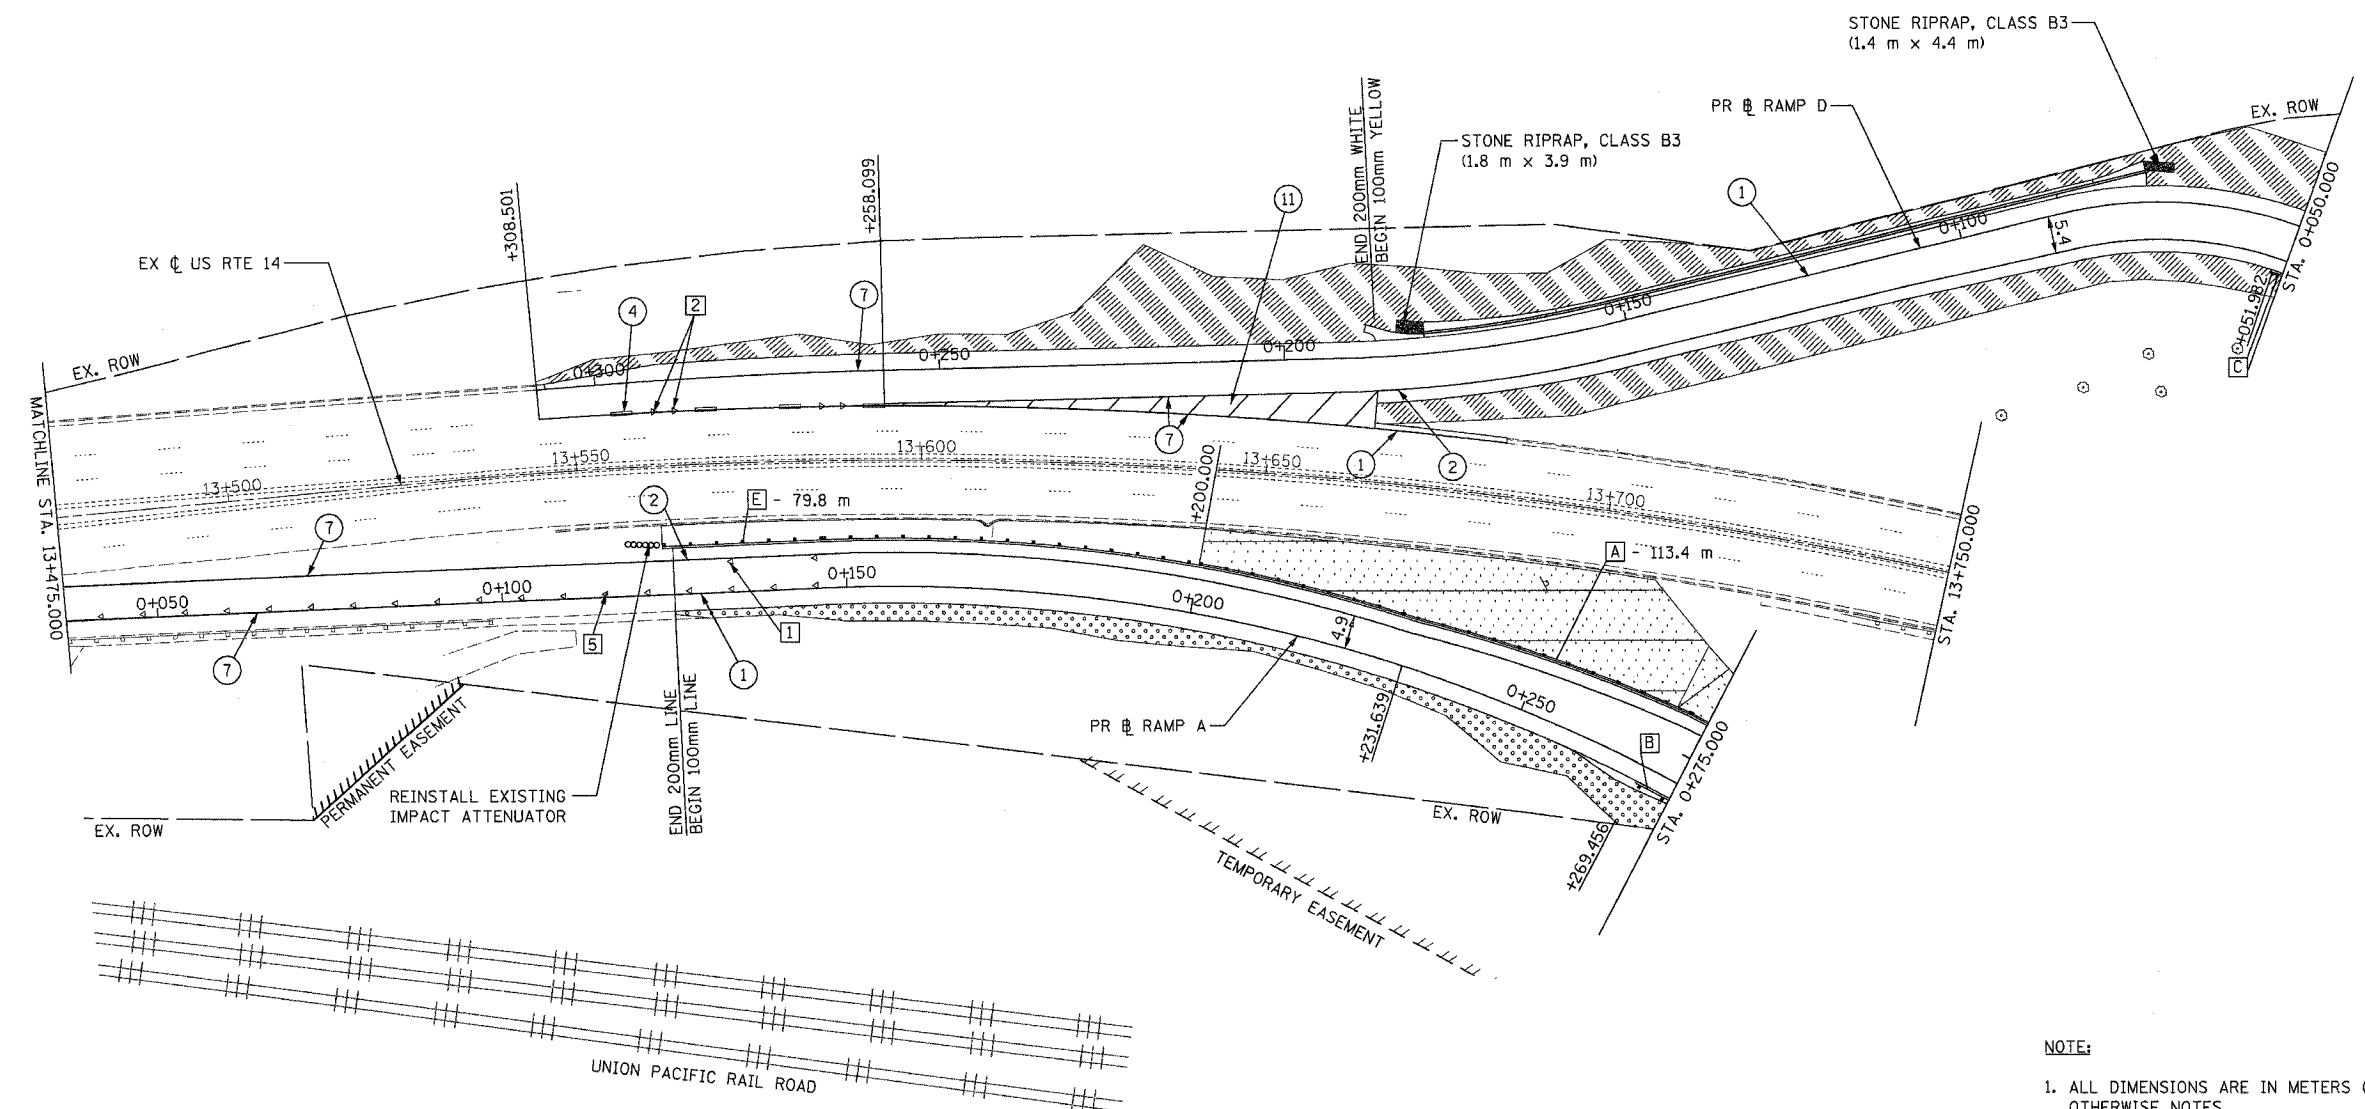 STONE RIPRAP, CLASS B3
(1.4 m x 4.4 m)
PR ℄ RAMP D
EX. ROW
STONE RIPRAP, CLASS B3
(1.8 m x 3.9 m)
END 200mm WHITE
BEGIN 100mm YELLOW
+308.501
+258.099
11
1
0+100
5.4
STA. 0+050.000
0+051.982
C
EX ℄ US RTE 14
4
2
7
0+300
0+250
0+200
0+150
EX. ROW
MATCHLINE STA. 13+475.000
13+500
13+550
13+600
13+650
13+700
STA. 13+750.000
7
1
2
+200.000
7
2
E - 79.8 m
A - 113.4 m
0+050
0+100
0+150
0+200
0+250
4.9
7
5
1
1
END 200mm LINE
BEGIN 100mm LINE
PR ℄ RAMP A
+231.639
B
STA. 0+275.000
+269.456
PERMANENT EASEMENT
REINSTALL EXISTING
IMPACT ATTENUATOR
EX. ROW
EX. ROW
TEMPORARY EASEMENT
UNION PACIFIC RAIL ROAD
NOTE:
1. ALL DIMENSIONS ARE IN METERS (
OTHERWISE NOTES